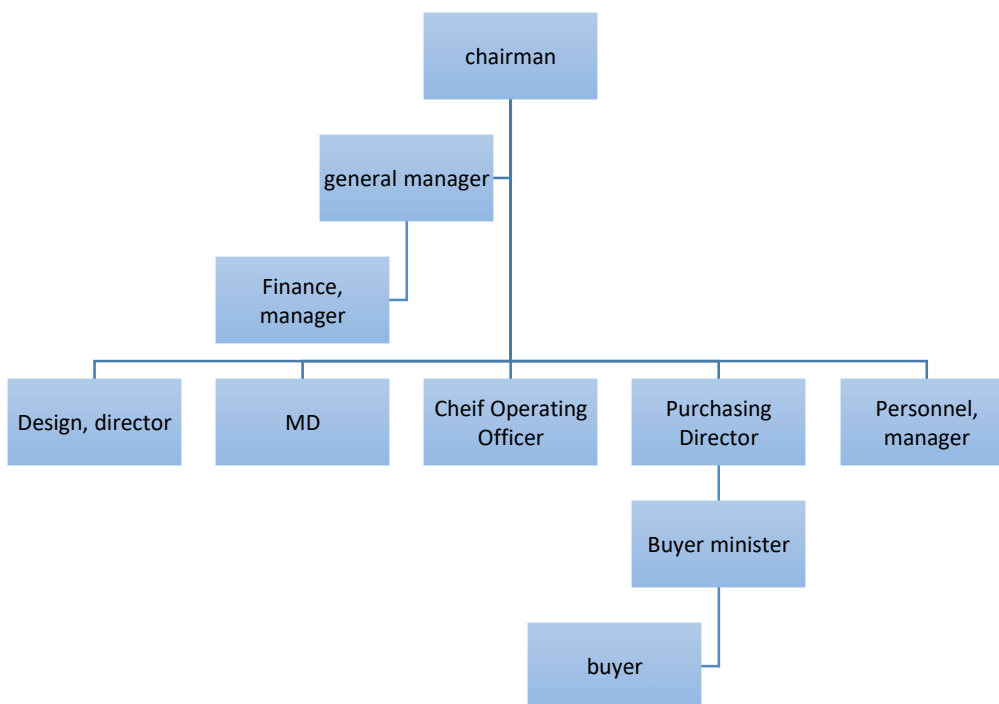 chairman
general manager
Finance,
manager
Design, director
MD
Cheif Operating
Officer
Purchasing
Director
Personnel,
manager
Buyer minister
buyer